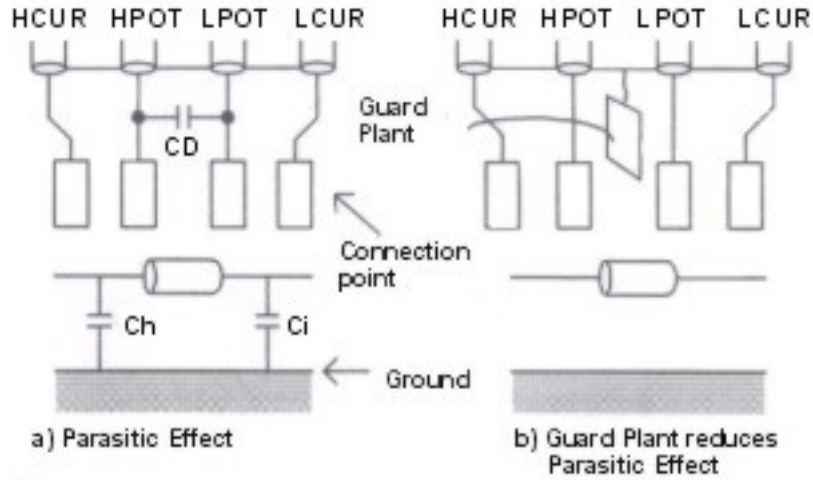 HCUR HPOT LPOT LCUR
HCUR HPOT LPOT LCUR
Guard
Plant
CD
Connection
point
Ch
Ci
Ground
a) Parasitic Effect
b) Guard Plant reduces
Parasitic Effect